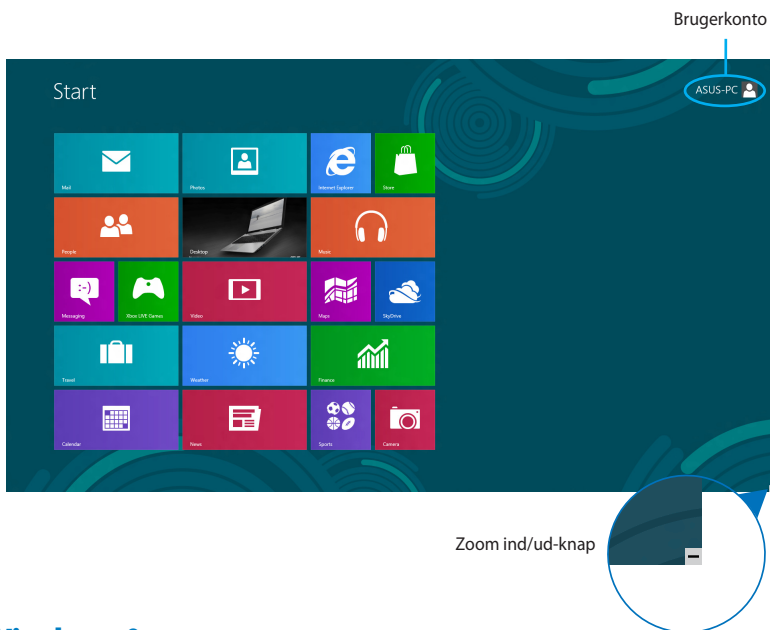 Brugerkonto
Start
ASUS-PC
Mail
Photos
Internet Explorer
Store
People
Desktop
Music
Messaging
Xbox LIVE Games
Video
Maps
SkyDrive
Travel
Weather
Finance
Calendar
News
Sports
Camera
Zoom ind/ud-knap